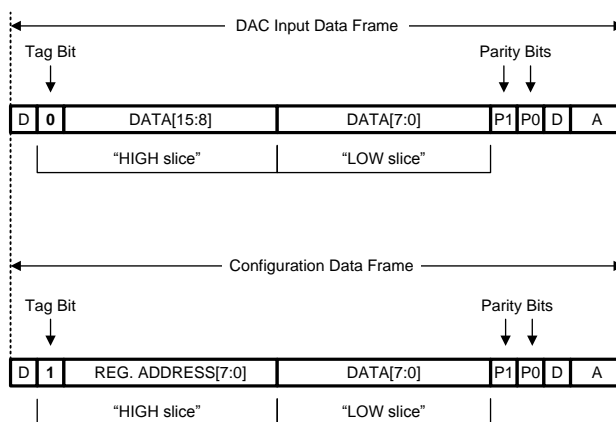 DAC Input Data Frame
Tag Bit Parity Bits
D 0 DATA[15:8] DATA[7:0] P1 P0 D A
“HIGH slice” “LOW slice”
Configuration Data Frame
Tag Bit Parity Bits
D 1 REG. ADDRESS[7:0] DATA[7:0] P1 P0 D A
“HIGH slice” “LOW slice”